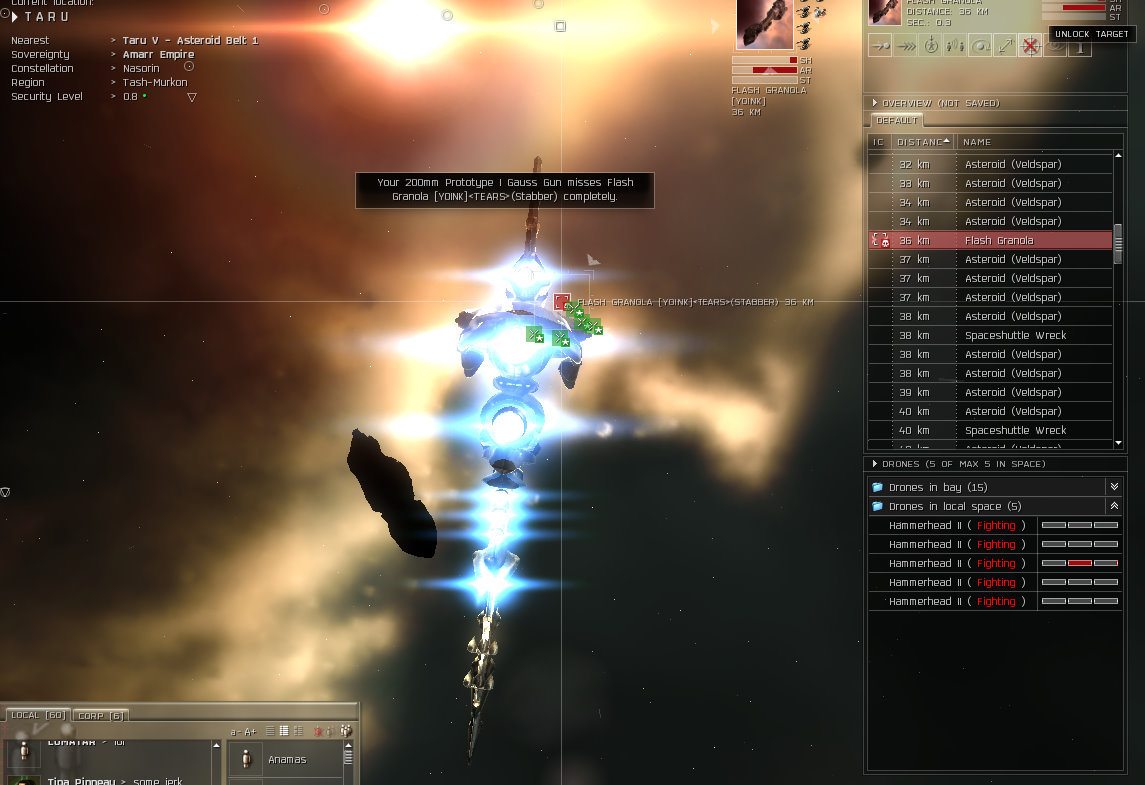 Current location:
TARU
Nearest > Taru V - Asteroid Belt 1
Sovereignty > Amarr Empire
Constellation > Nasorin
Region > Tash-Murkon
Security Level > 0.8
SH
AR
ST
FLASH GRANOLA
[YOINK]
36 KM
FLASH GRANOLA
DISTANCE: 36 KM
SEC.: 0.3
SH
AR
ST
UNLOCK TARGET
Your 200mm Prototype I Gauss Gun misses Flash
Granola [YOINK]<TEARS>(Stabber) completely.
FLASH GRANOLA [YOINK]<TEARS>(STABBER) 36 KM
OVERVIEW (NOT SAVED)
DEFAULT
IC DISTANC NAME
32 km Asteroid (Veldspar)
33 km Asteroid (Veldspar)
34 km Asteroid (Veldspar)
34 km Asteroid (Veldspar)
36 km Flash Granola
37 km Asteroid (Veldspar)
37 km Asteroid (Veldspar)
37 km Asteroid (Veldspar)
38 km Asteroid (Veldspar)
38 km Spaceshuttle Wreck
38 km Asteroid (Veldspar)
38 km Asteroid (Veldspar)
39 km Asteroid (Veldspar)
40 km Asteroid (Veldspar)
40 km Spaceshuttle Wreck
DRONES (5 OF MAX 5 IN SPACE)
Drones in bay (15)
Drones in local space (5)
Hammerhead II ( Fighting )
Hammerhead II ( Fighting )
Hammerhead II ( Fighting )
Hammerhead II ( Fighting )
Hammerhead II ( Fighting )
LOCAL [60] CORP [6]
a- A+
LUMATAR > lol
Anamas
Tina Pinneau > some jerk